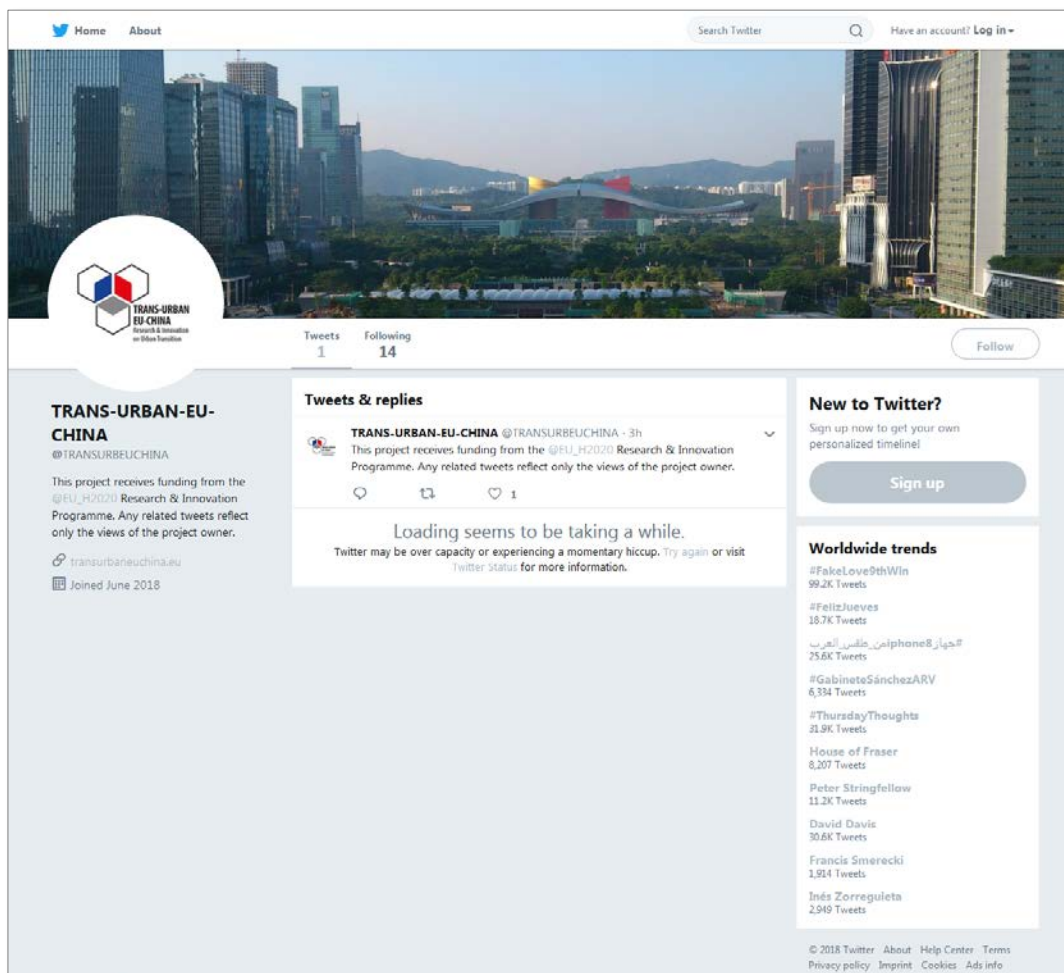 Home About Search Twitter Have an account? Log in
TRANS-URBAN
EU-CHINA
Research & Innovation
on Urban Transition
Tweets Following
1 14
Follow
TRANS-URBAN-EU-
CHINA
@TRANSURBEUCHINA
This project receives funding from the
@EU_H2020 Research & Innovation
Programme. Any related tweets reflect
only the views of the project owner.
transurbaneuchina.eu
Joined June 2018
Tweets & replies
TRANS-URBAN-EU-CHINA @TRANSURBEUCHINA · 3h
This project receives funding from the @EU_H2020 Research & Innovation
Programme. Any related tweets reflect only the views of the project owner.
1
Loading seems to be taking a while.
Twitter may be over capacity or experiencing a momentary hiccup. Try again or visit
Twitter Status for more information.
New to Twitter?
Sign up now to get your own
personalized timeline!
Sign up
Worldwide trends
#FakeLove9thWin
99.2K Tweets
#FelizJueves
18.7K Tweets
#جهاز_iphone8من_طقس_العرب
25.6K Tweets
#GabineteSánchezARV
6,334 Tweets
#ThursdayThoughts
31.9K Tweets
House of Fraser
8,207 Tweets
Peter Stringfellow
11.2K Tweets
David Davis
30.6K Tweets
Francis Smerecki
1,914 Tweets
Inés Zorreguieta
2,949 Tweets
© 2018 Twitter About Help Center Terms
Privacy policy Imprint Cookies Ads info